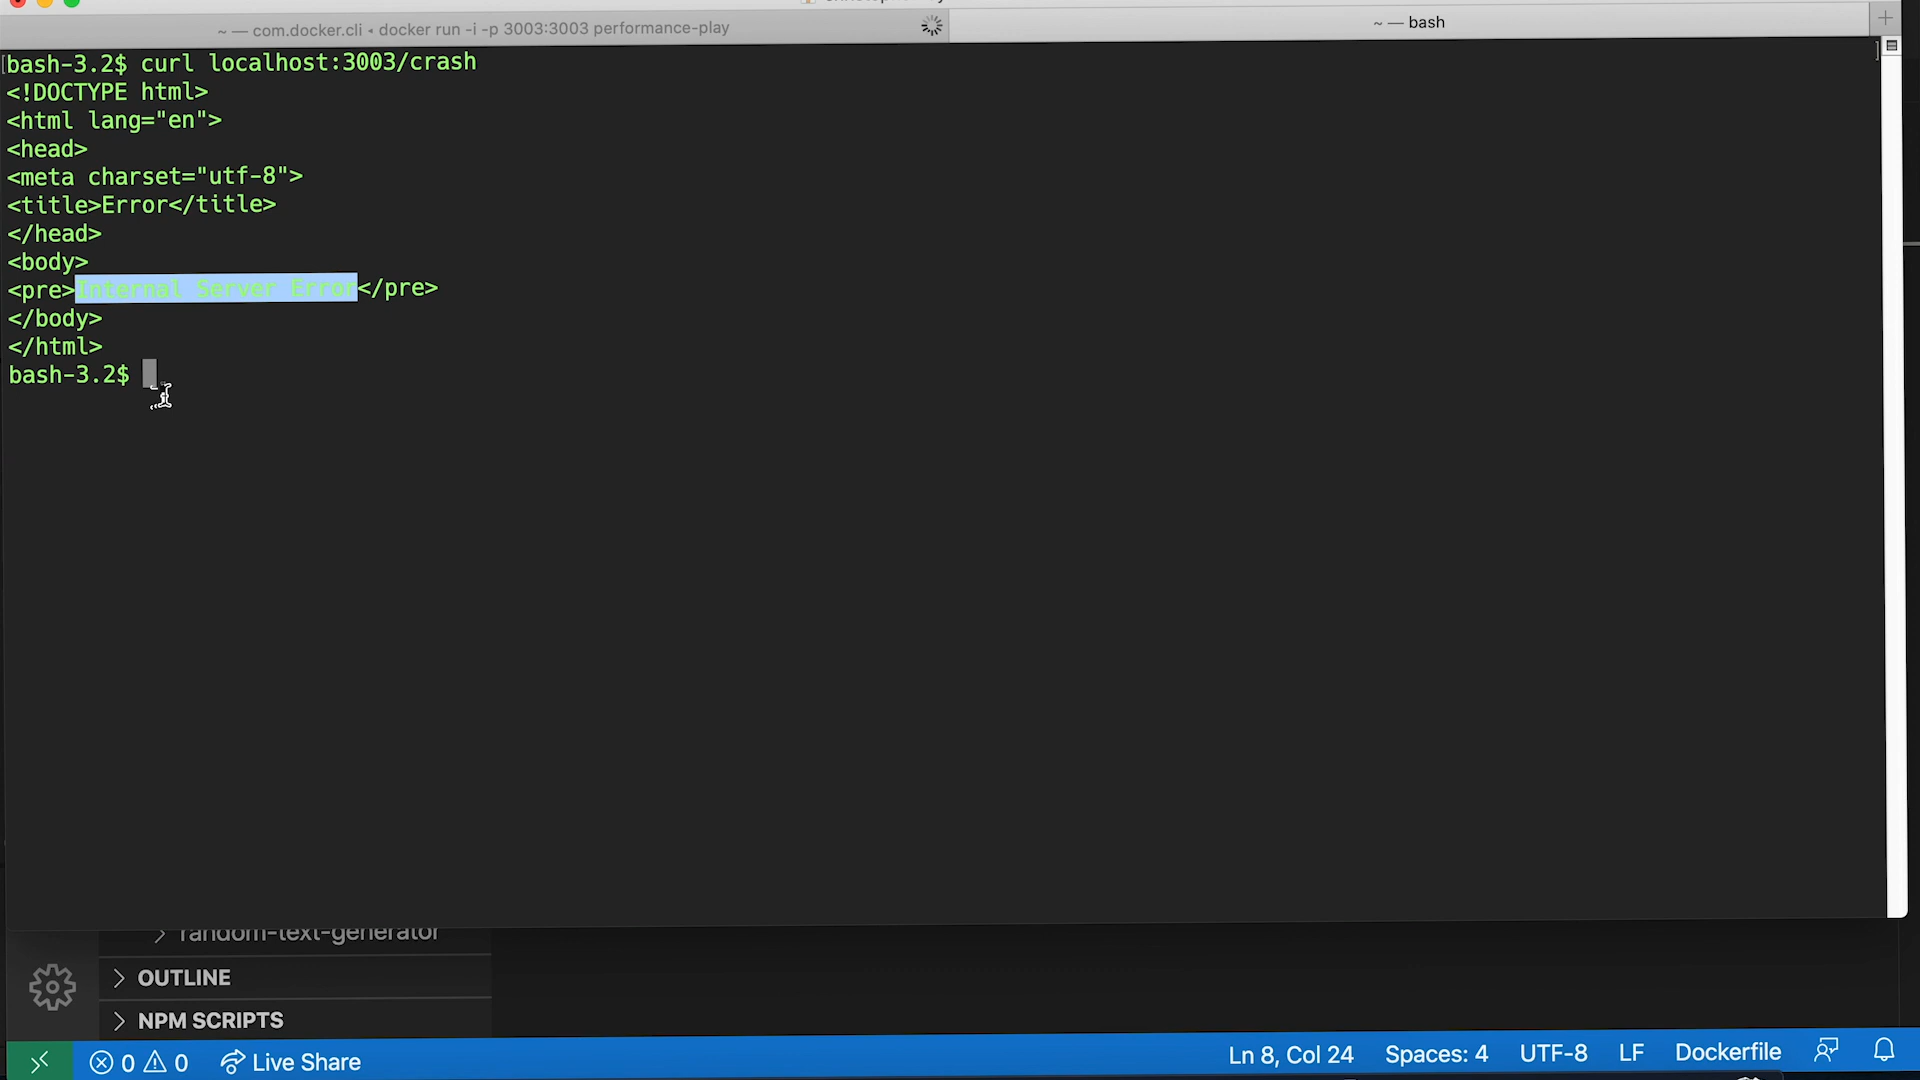 ~ — com.docker.cli ◂ docker run -i -p 3003:3003 performance-play
~ — bash
bash-3.2$ curl localhost:3003/crash
<!DOCTYPE html>
<html lang="en">
<head>
<meta charset="utf-8">
<title>Error</title>
</head>
<body>
<pre>Internal Server Error</pre>
</body>
</html>
bash-3.2$
random-text-generator
OUTLINE
NPM SCRIPTS
0 0 Live Share
Ln 8, Col 24 Spaces: 4 UTF-8 LF Dockerfile